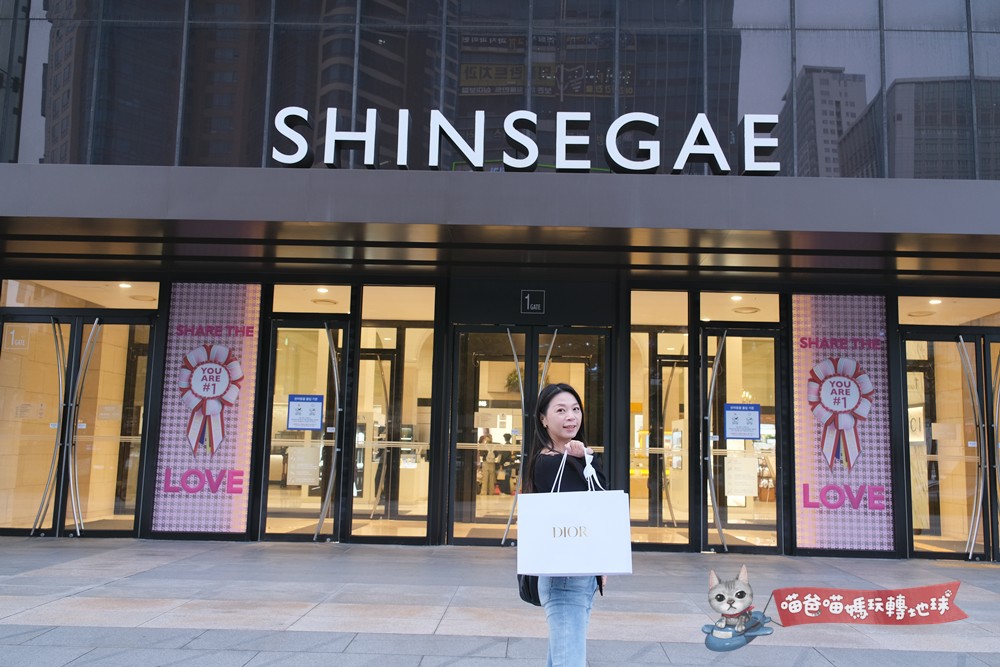 SHINSEGAE
1 GATE
1
SHARE THE
YOU ARE #1
LOVE
SHARE THE
YOU ARE #1
LOVE
DIOR
喵爸喵媽玩轉地球